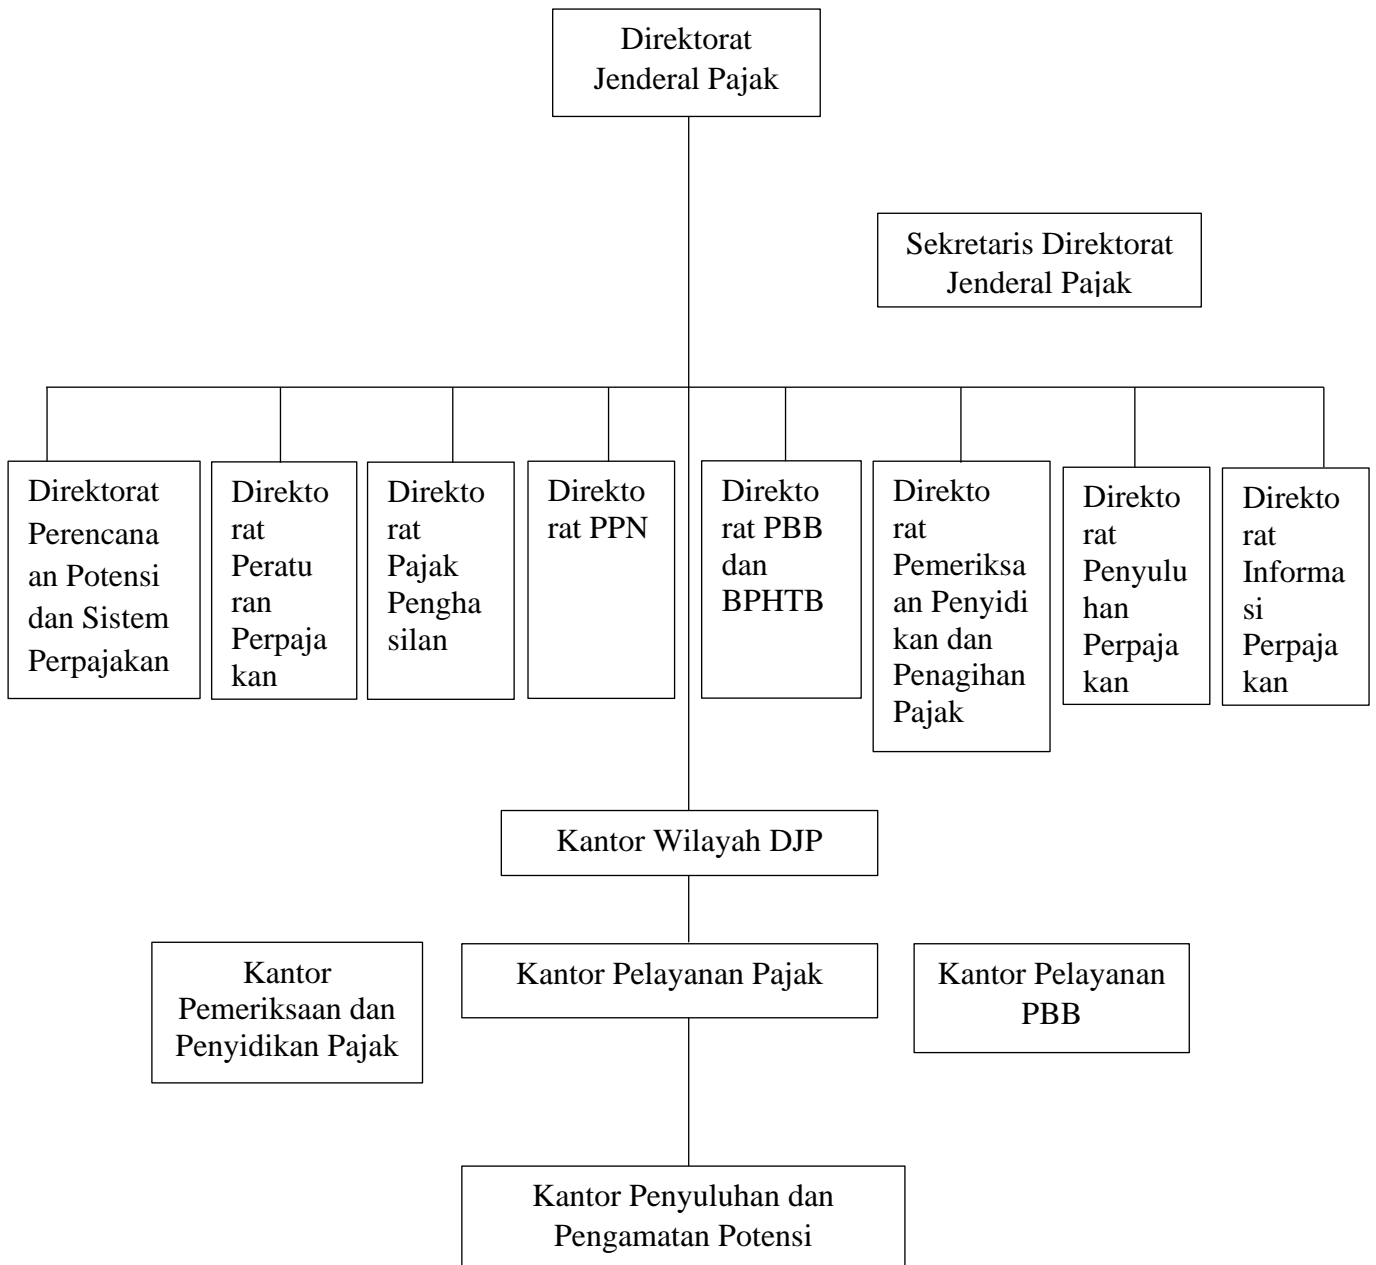 Direktorat
Jenderal Pajak
Sekretaris Direktorat
Jenderal Pajak
Direktorat
Perencana
an Potensi
dan Sistem
Perpajakan
Direkto
rat
Peratu
ran
Perpaja
kan
Direkto
rat
Pajak
Pengha
silan
Direkto
rat PPN
Direkto
rat PBB
dan
BPHTB
Direkto
rat
Pemeriksa
an Penyidi
kan dan
Penagihan
Pajak
Direkto
rat
Penyulu
han
Perpaja
kan
Direkto
rat
Informa
si
Perpaja
kan
Kantor Wilayah DJP
Kantor
Pemeriksaan dan
Penyidikan Pajak
Kantor Pelayanan Pajak
Kantor Pelayanan
PBB
Kantor Penyuluhan dan
Pengamatan Potensi